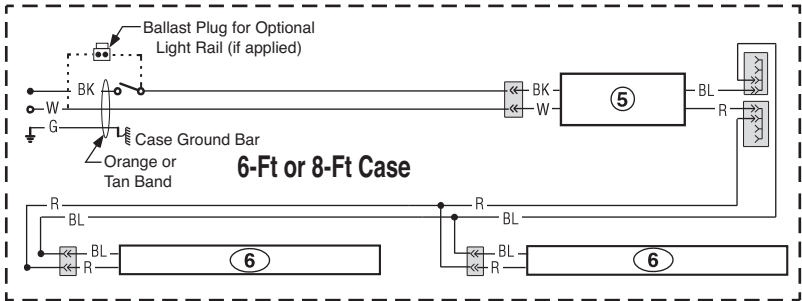 Ballast Plug for Optional
Light Rail (if applied)
BK
BK
5
BL
W
W
R
G
Case Ground Bar
Orange or
Tan Band
6-Ft or 8-Ft Case
R
R
BL
BL
BL
6
R
BL
6
R